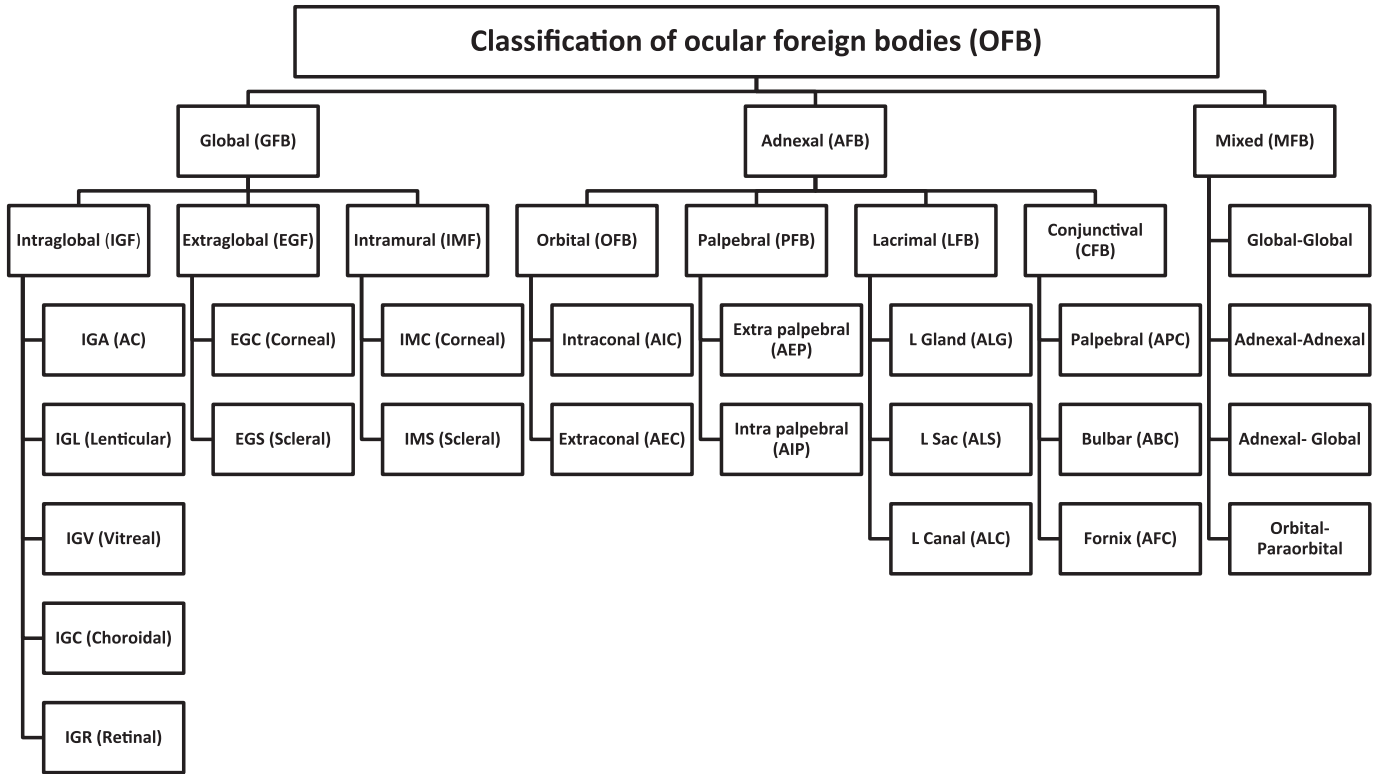 Classification of ocular foreign bodies (OFB)
Global (GFB)
Adnexal (AFB)
Mixed (MFB)
Intraglobal (IGF)
Extraglobal (EGF)
Intramural (IMF)
Orbital (OFB)
Palpebral (PFB)
Lacrimal (LFB)
Conjunctival
(CFB)
Global-Global
IGA (AC)
EGC (Corneal)
IMC (Corneal)
Intraconal (AIC)
Extra palpebral
(AEP)
L Gland (ALG)
Palpebral (APC)
Adnexal-Adnexal
IGL (Lenticular)
EGS (Scleral)
IMS (Scleral)
Extraconal (AEC)
Intra palpebral
(AIP)
L Sac (ALS)
Bulbar (ABC)
Adnexal- Global
IGV (Vitreal)
L Canal (ALC)
Fornix (AFC)
Orbital-
Paraorbital
IGC (Choroidal)
IGR (Retinal)